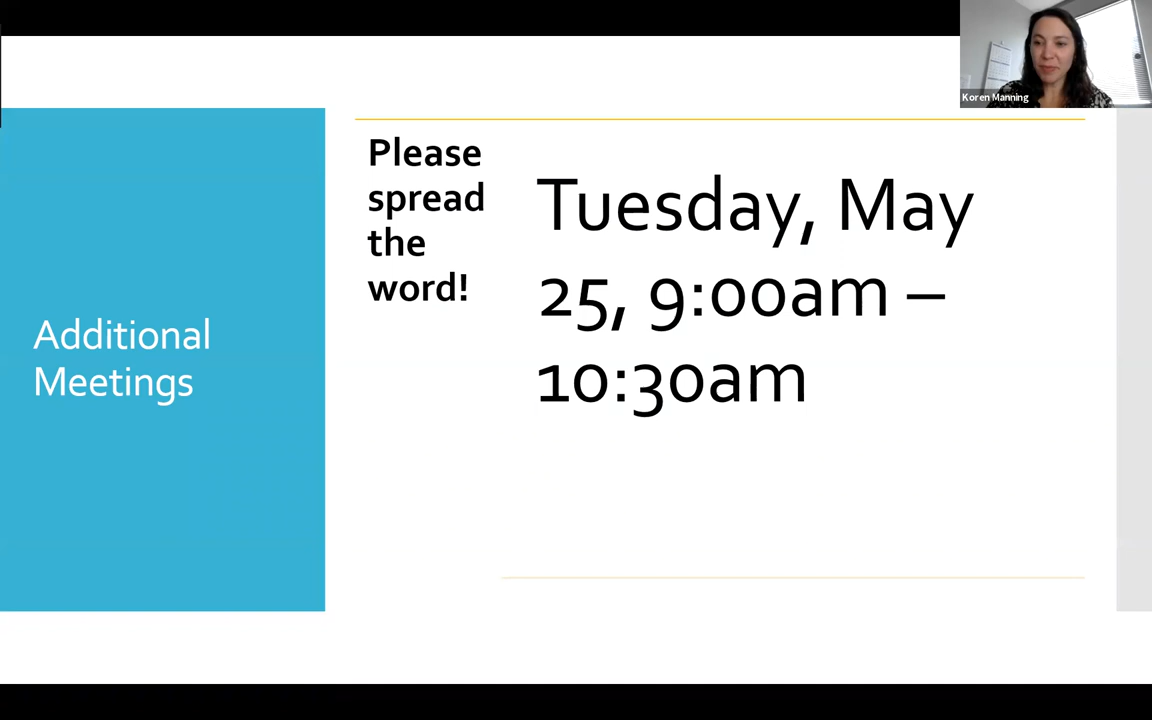 Koren Manning
Please
spread
the
word!
Tuesday, May
25, 9:00am –
10:30am
Additional
Meetings